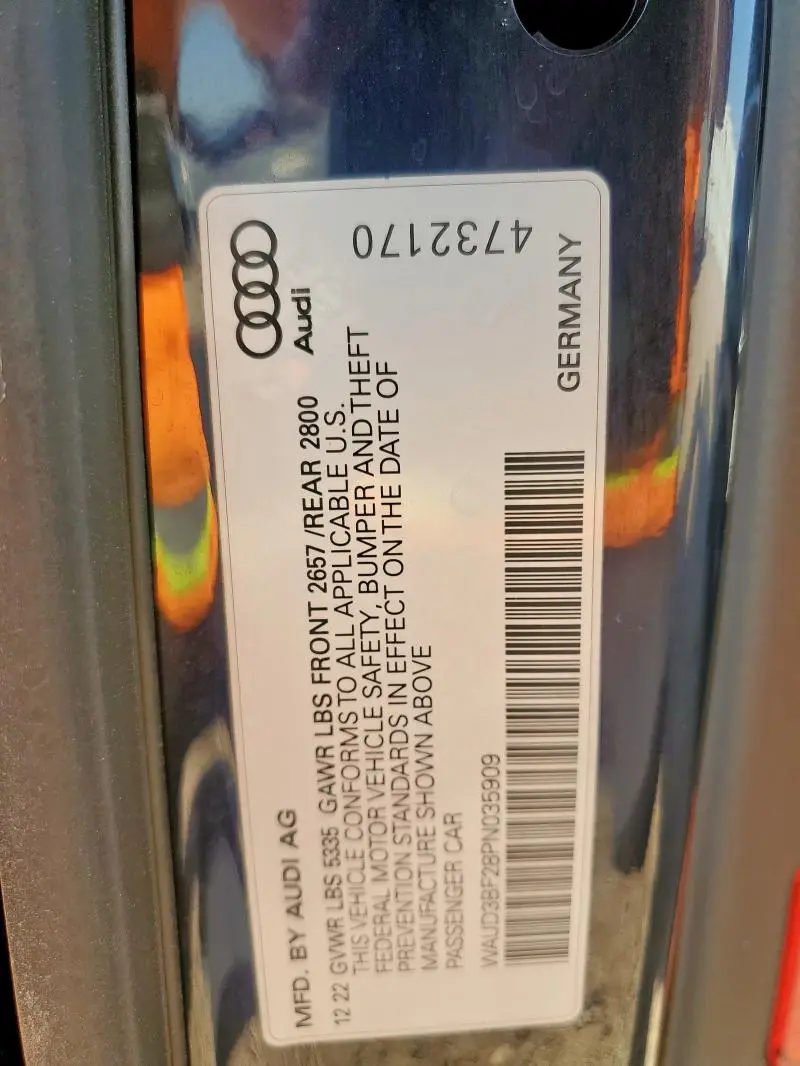 MFD. BY AUDI AG
Audi
12 22 GVWR LBS 5335 GAWR LBS FRONT 2657 /REAR 2800
THIS VEHICLE CONFORMS TO ALL APPLICABLE U.S.
FEDERAL MOTOR VEHICLE SAFETY, BUMPER AND THEFT
PREVENTION STANDARDS IN EFFECT ON THE DATE OF
MANUFACTURE SHOWN ABOVE
PASSENGER CAR
4732170
WAUD3BF28PN035909
GERMANY